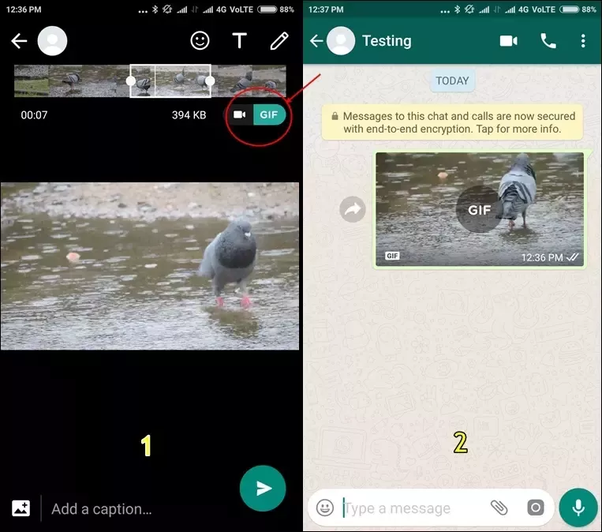 12:36 PM
... 4G VoLTE 88%
00:07
394 KB
GIF
1
Add a caption...
12:37 PM
... 4G VoLTE 88%
Testing
TODAY
Messages to this chat and calls are now secured
with end-to-end encryption. Tap for more info.
GIF
GIF
12:36 PM
2
Type a message